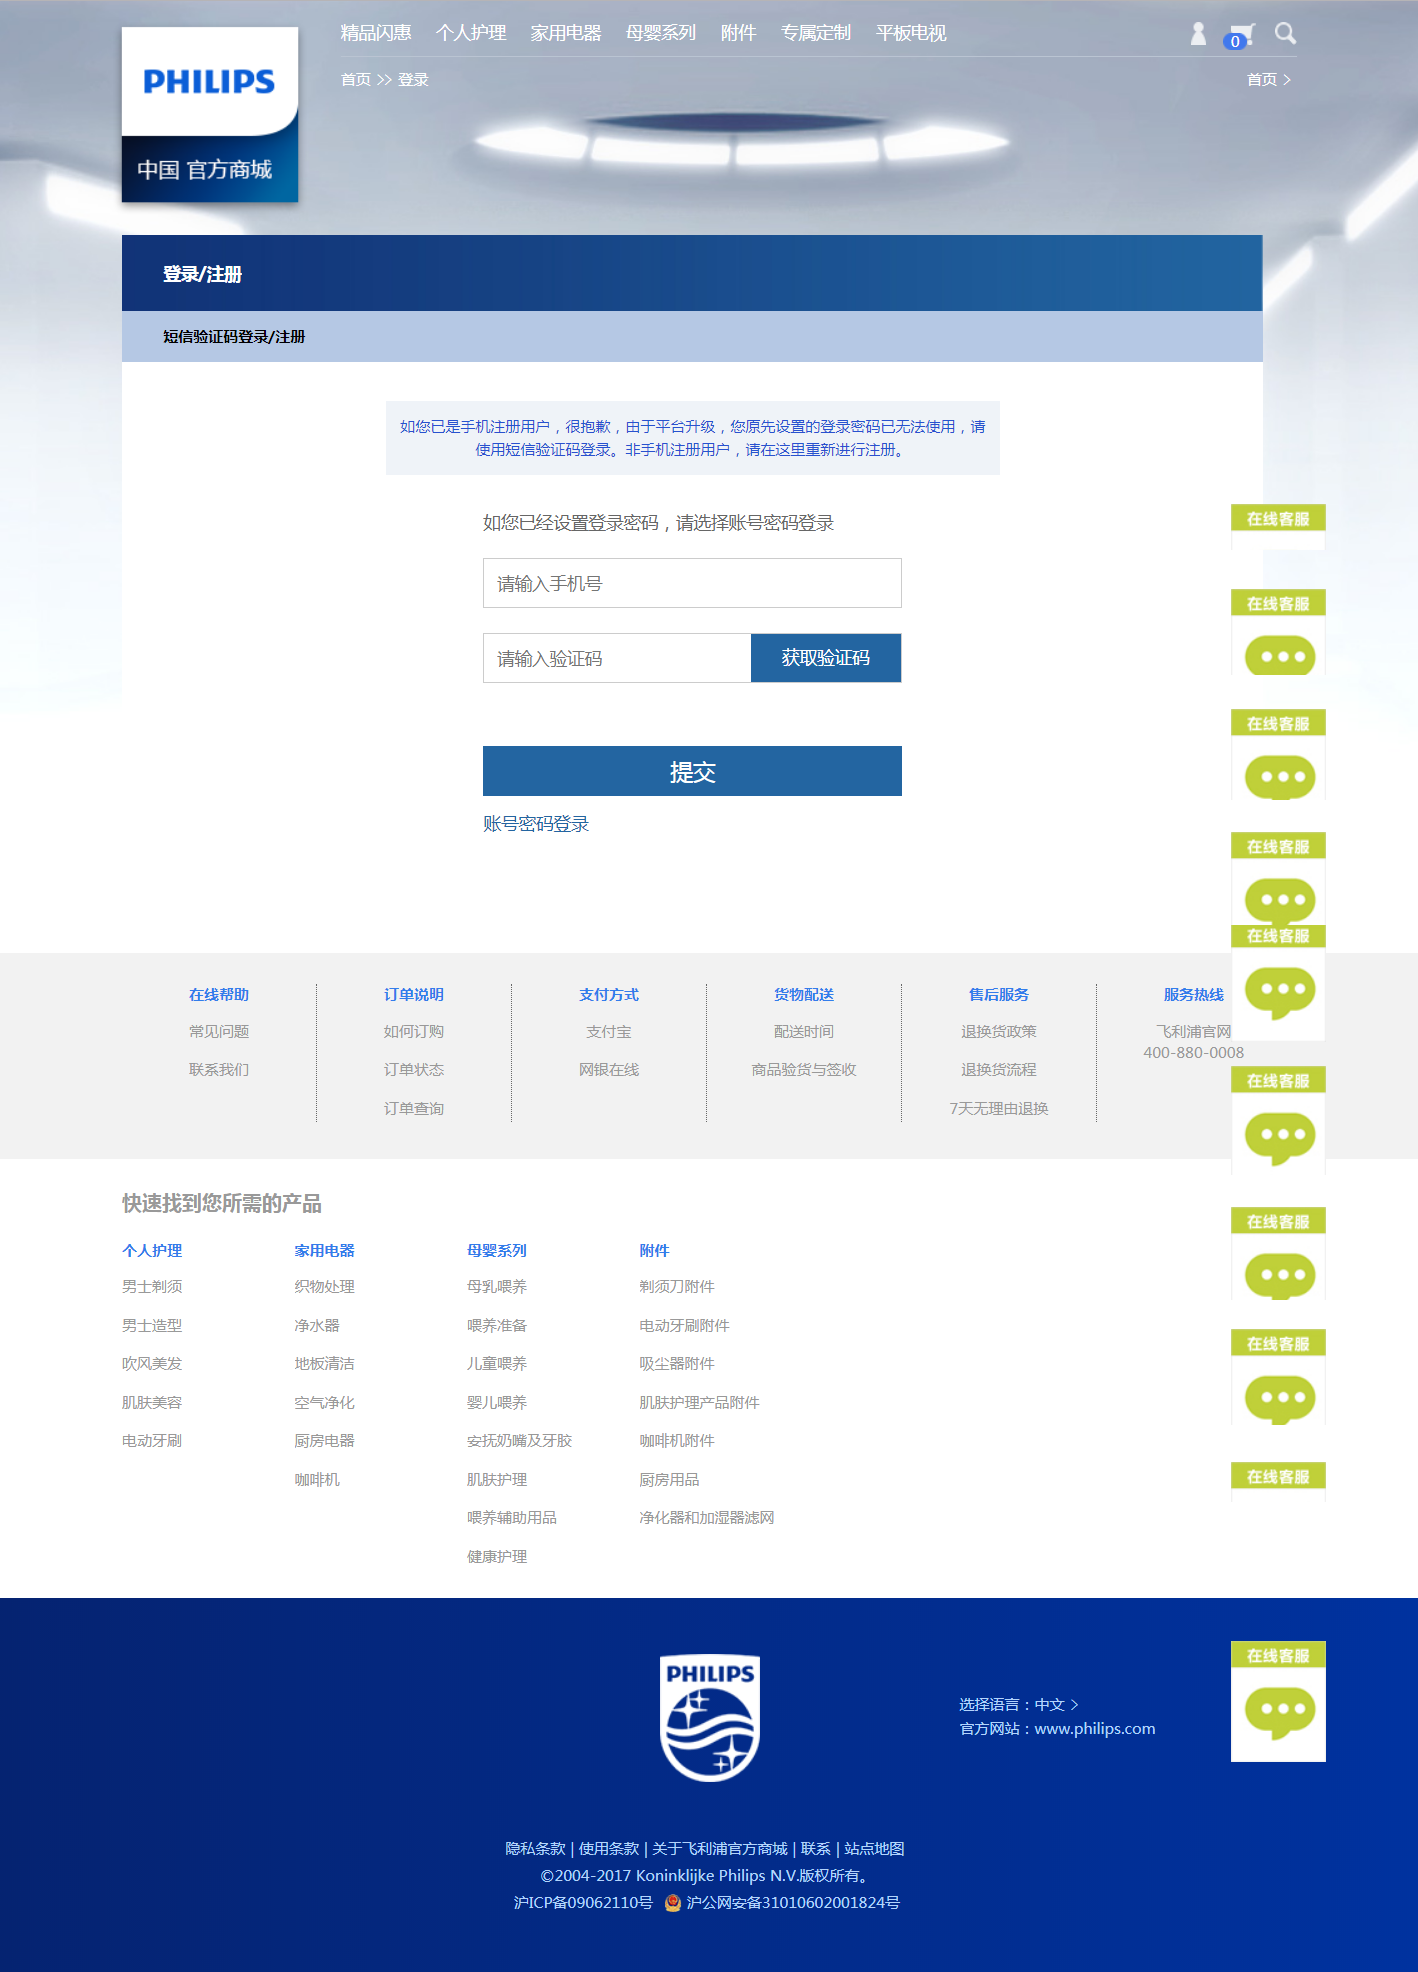 精品闪惠 个人护理 家用电器 母婴系列 附件 专属定制 平板电视
0
首页 >> 登录
首页 >
PHILIPS
中国 官方商城
登录/注册
短信验证码登录/注册
如您已是手机注册用户，很抱歉，由于平台升级，您原先设置的登录密码已无法使用，请
使用短信验证码登录。非手机注册用户，请在这里重新进行注册。
如您已经设置登录密码，请选择账号密码登录
请输入手机号
请输入验证码 获取验证码
提交
账号密码登录
在线客服
在线客服
在线客服
在线客服
在线客服
在线客服
在线客服
在线客服
在线客服
在线帮助
常见问题
联系我们
订单说明
如何订购
订单状态
订单查询
支付方式
支付宝
网银在线
货物配送
配送时间
商品验货与签收
售后服务
退换货政策
退换货流程
7天无理由退换
服务热线
飞利浦官网
400-880-0008
快速找到您所需的产品
个人护理
男士剃须
男士造型
吹风美发
肌肤美容
电动牙刷
家用电器
织物处理
净水器
地板清洁
空气净化
厨房电器
咖啡机
母婴系列
母乳喂养
喂养准备
儿童喂养
婴儿喂养
安抚奶嘴及牙胶
肌肤护理
喂养辅助用品
健康护理
附件
剃须刀附件
电动牙刷附件
吸尘器附件
肌肤护理产品附件
咖啡机附件
厨房用品
净化器和加湿器滤网
PHILIPS
选择语言：中文 >
官方网站：www.philips.com
在线客服
隐私条款 | 使用条款 | 关于飞利浦官方商城 | 联系 | 站点地图
©2004-2017 Koninklijke Philips N.V.版权所有。
沪ICP备09062110号 沪公网安备31010602001824号